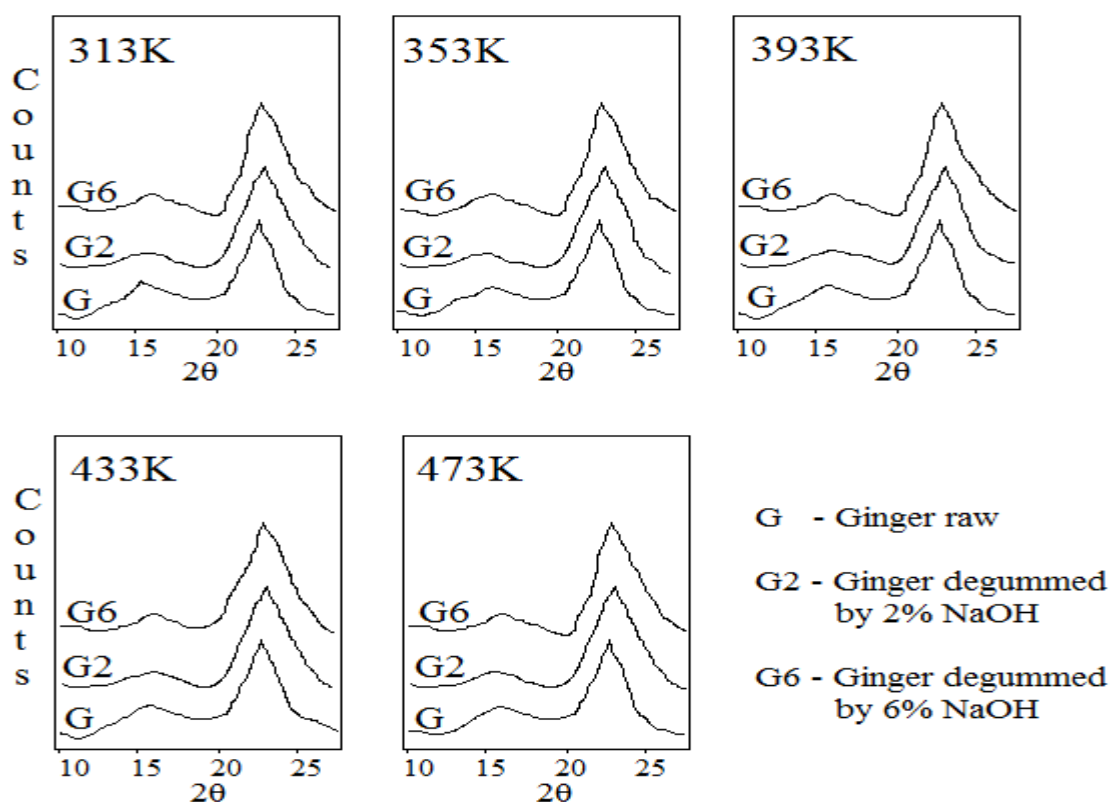 313K
353K
393K
Counts
G6
G2
G
G6
G2
G
G6
G2
G
10 15 20 25
10 15 20 25
10 15 20 25
2θ
2θ
2θ
433K
473K
Counts
G6
G2
G
G6
G2
G
10 15 20 25
10 15 20 25
2θ
2θ
G - Ginger raw
G2 - Ginger degummed
by 2% NaOH
G6 - Ginger degummed
by 6% NaOH